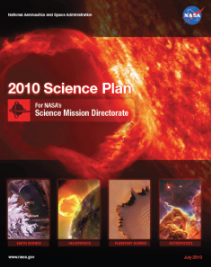 National Aeronautics and Space Administration
NASA
2010 Science Plan
For NASA's
Science Mission Directorate
EARTH SCIENCE
HELIOPHYSICS
PLANETARY SCIENCE
ASTROPHYSICS
www.nasa.gov
July 2010